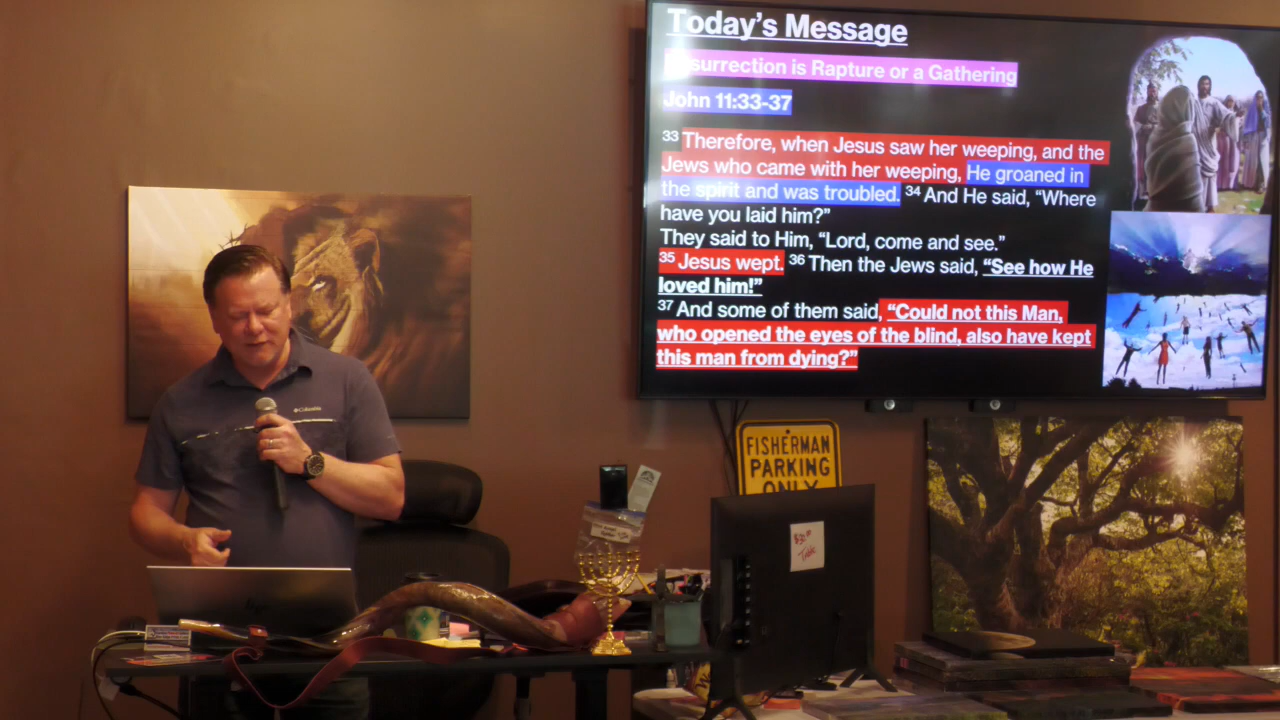 Today's Message
surrection is Rapture or a Gathering
John 11:33-37
33 Therefore, when Jesus saw her weeping, and the
Jews who came with her weeping, He groaned in
the spirit and was troubled. 34 And He said, “Where
have you laid him?”
They said to Him, “Lord, come and see.”
35 Jesus wept. 36 Then the Jews said, “See how He
loved him!”
37 And some of them said, “Could not this Man,
who opened the eyes of the blind, also have kept
this man from dying?”
Columbia
FISHERMAN
PARKING
ONLY
Table